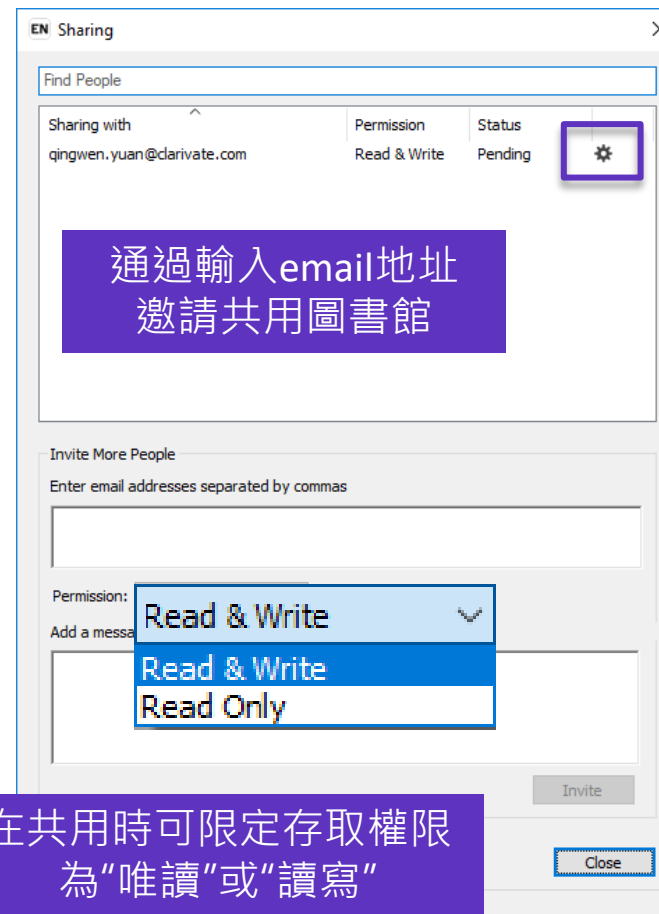 EN Sharing
Find People
Sharing with Permission Status
qingwen.yuan@clarivate.com Read & Write Pending
通過輸入email地址
邀請共用圖書館
Invite More People
Enter email addresses separated by commas
Permission:
Read & Write
Add a messa
Read & Write
Read Only
Invite
在共用時可限定存取權限
為“唯讀”或“讀寫”
Close